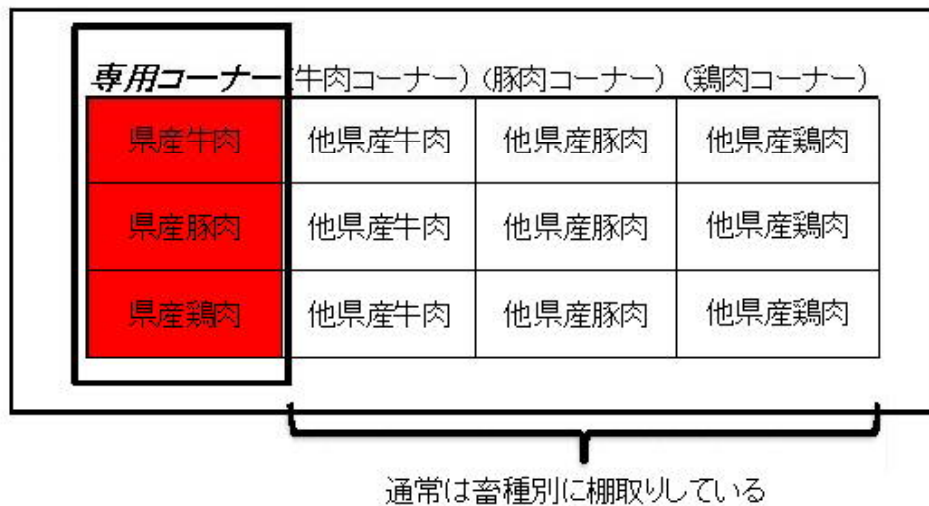 専用コーナー (牛肉コーナー) (豚肉コーナー) (鶏肉コーナー)
県産牛肉 他県産牛肉 他県産豚肉 他県産鶏肉
県産豚肉 他県産牛肉 他県産豚肉 他県産鶏肉
県産鶏肉 他県産牛肉 他県産豚肉 他県産鶏肉
通常は畜種別に棚取りしている